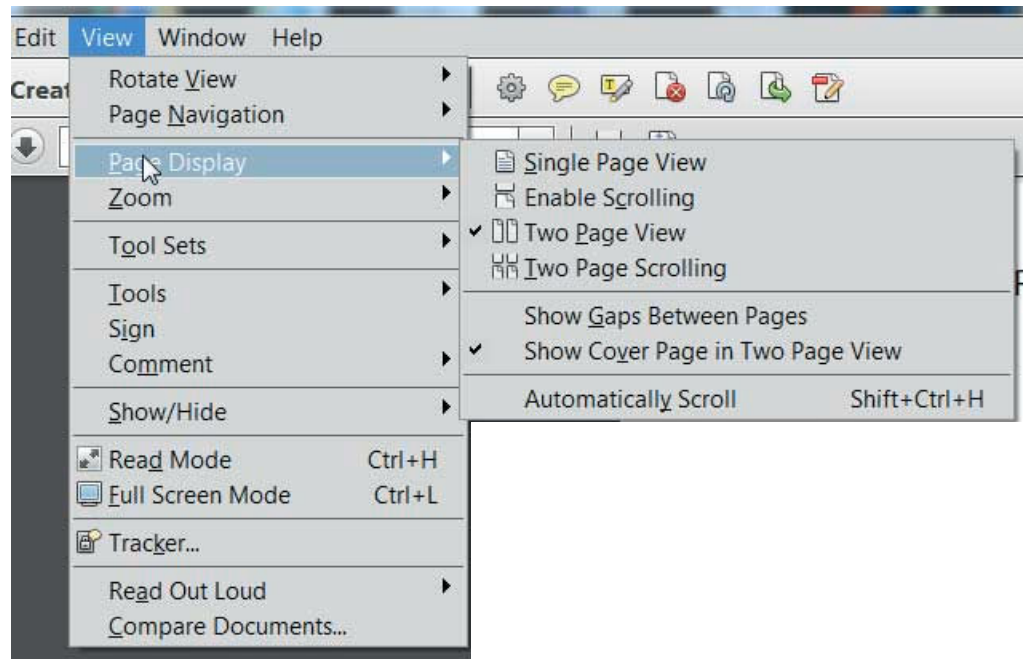 Edit View Window Help
Rotate View
Page Navigation
Page Display
Zoom
Tool Sets
Tools
Sign
Comment
Show/Hide
Read Mode Ctrl+H
Full Screen Mode Ctrl+L
Tracker...
Read Out Loud
Compare Documents...
Single Page View
Enable Scrolling
Two Page View
Two Page Scrolling
Show Gaps Between Pages
Show Cover Page in Two Page View
Automatically Scroll Shift+Ctrl+H